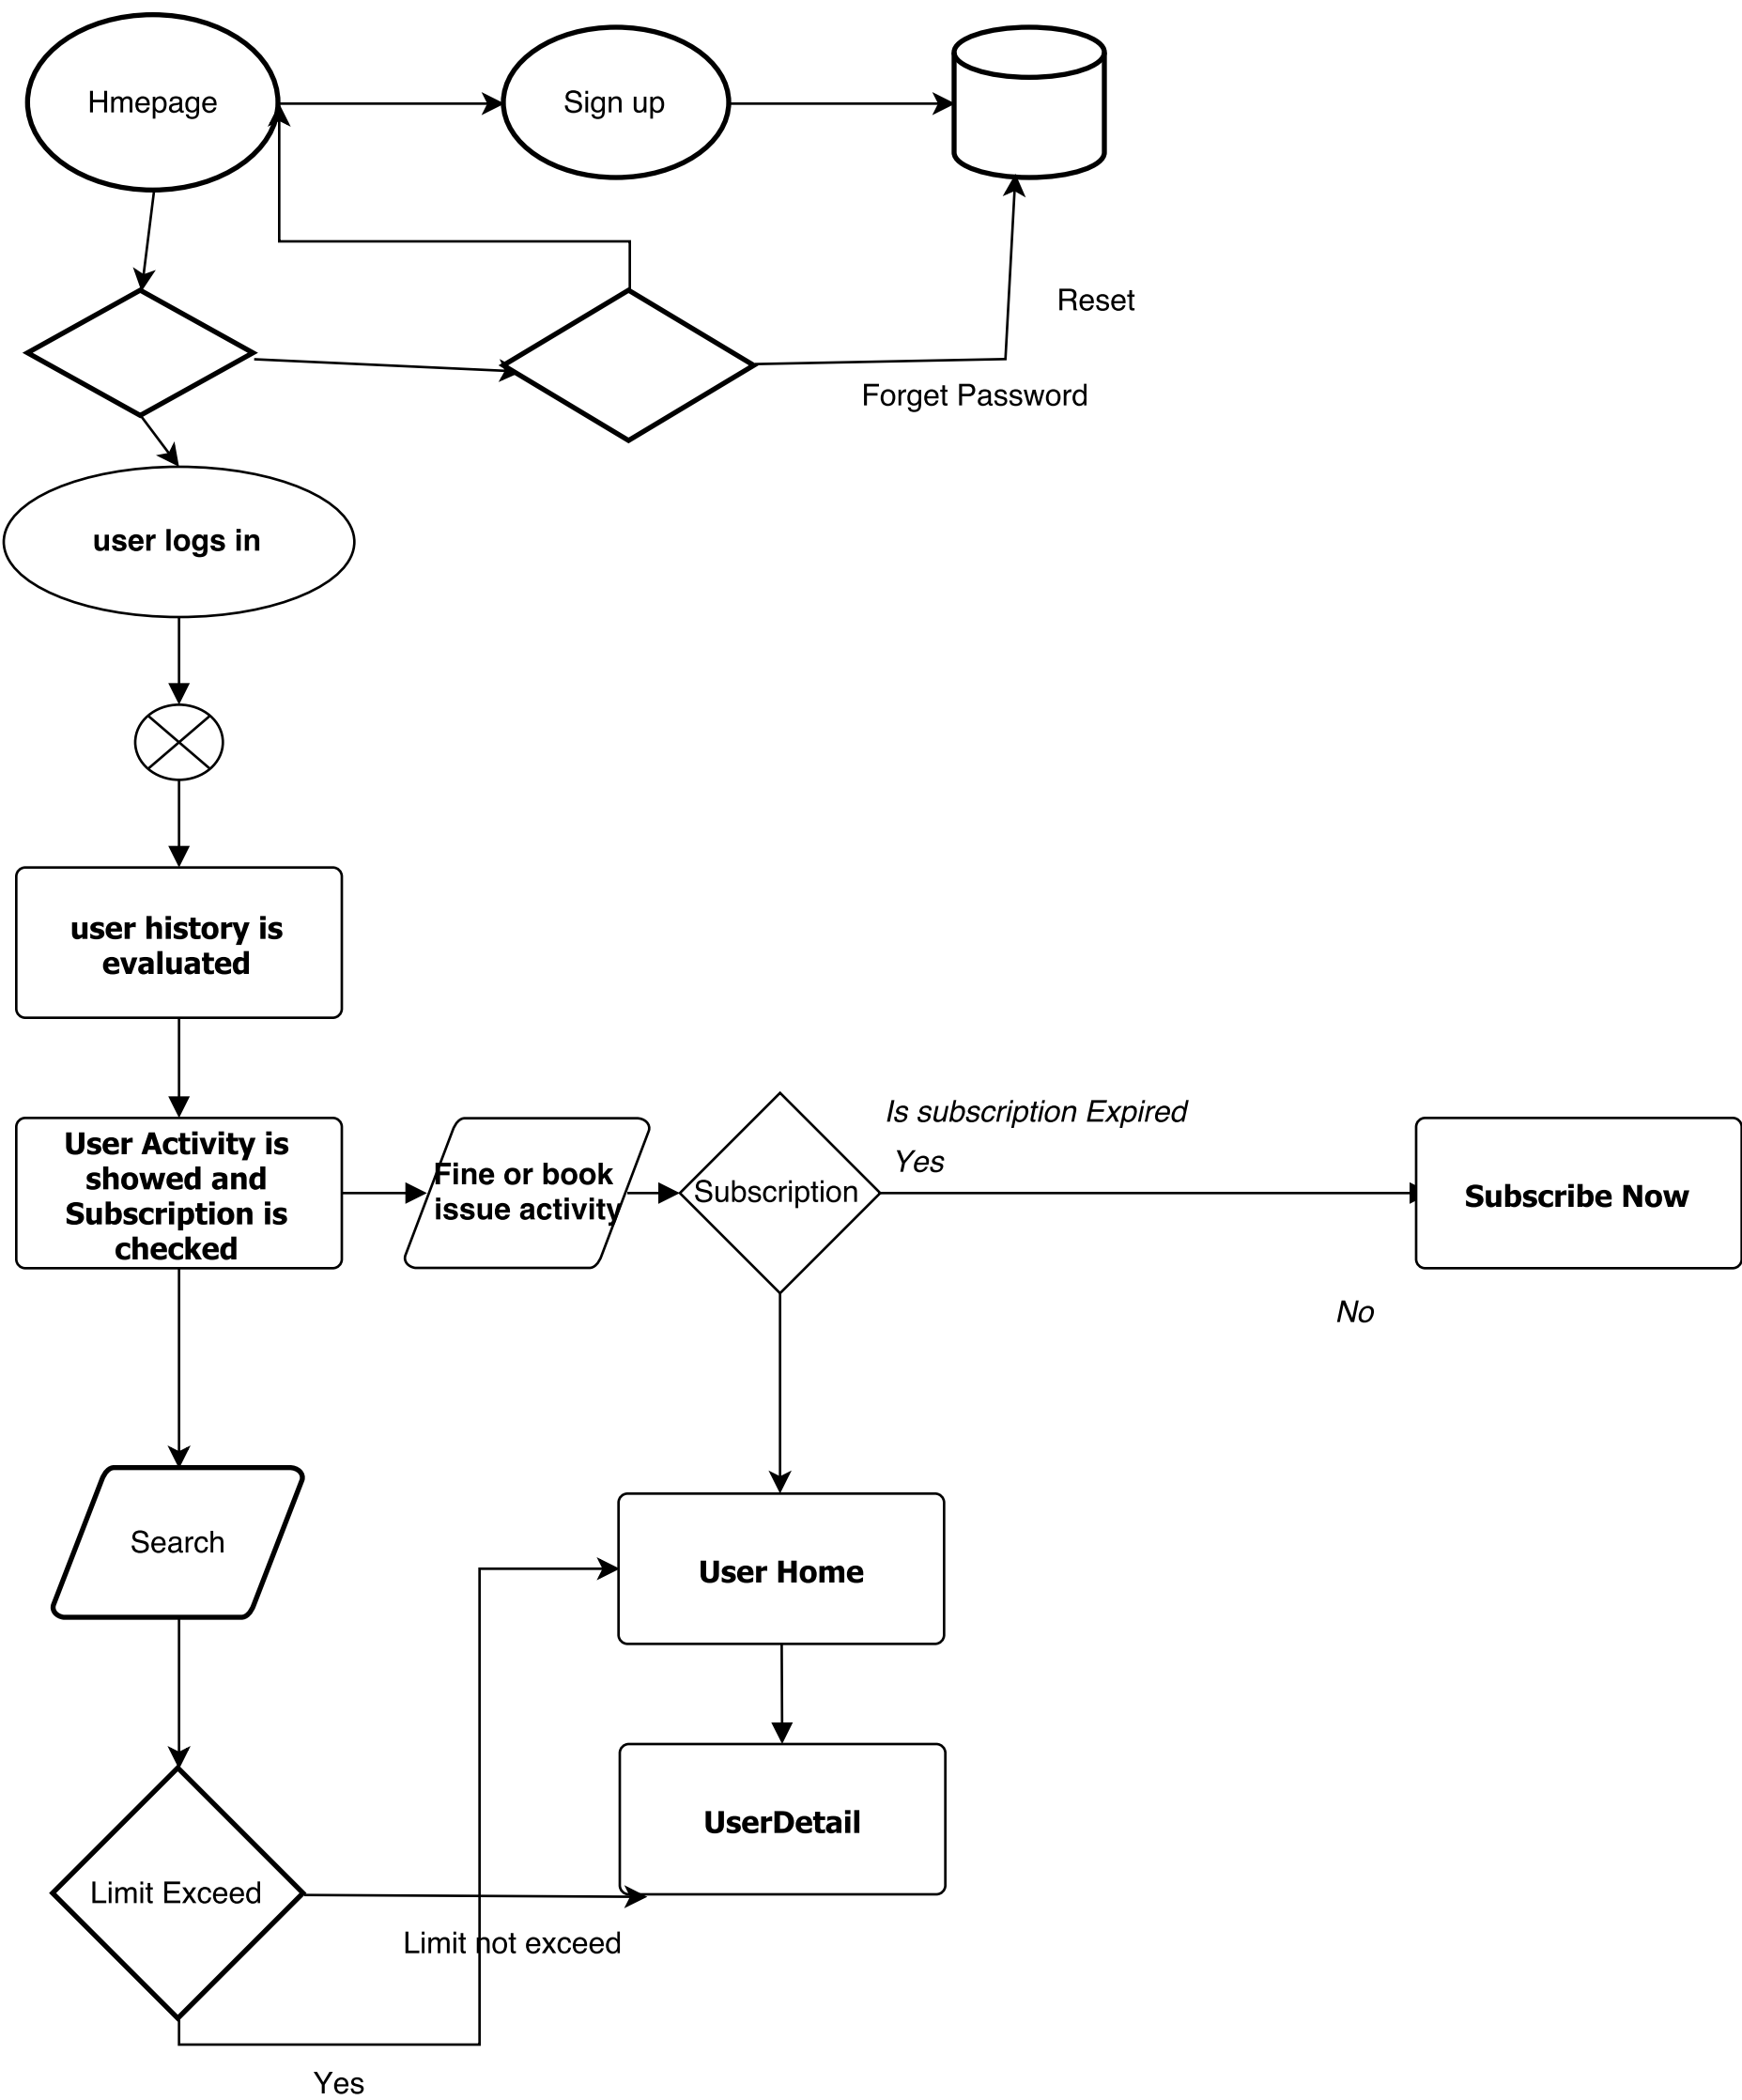 Hmepage
Sign up
Reset
Forget Password
user logs in
user history is
evaluated
User Activity is
showed and
Subscription is
checked
Fine or book
issue activity
Subscription
Is subscription Expired
Yes
Subscribe Now
No
Search
User Home
UserDetail
Limit Exceed
Limit not exceed
Yes